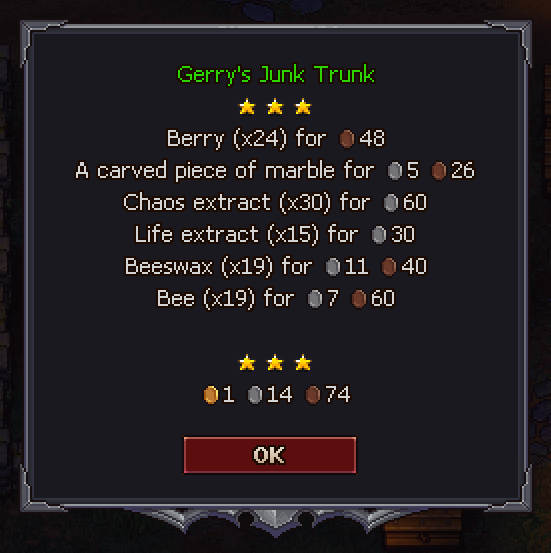 Gerry's Junk Trunk
Berry (x24) for 48
A carved piece of marble for 5 26
Chaos extract (x30) for 60
Life extract (x15) for 30
Beeswax (x19) for 11 40
Bee (x19) for 7 60
1 14 74
OK